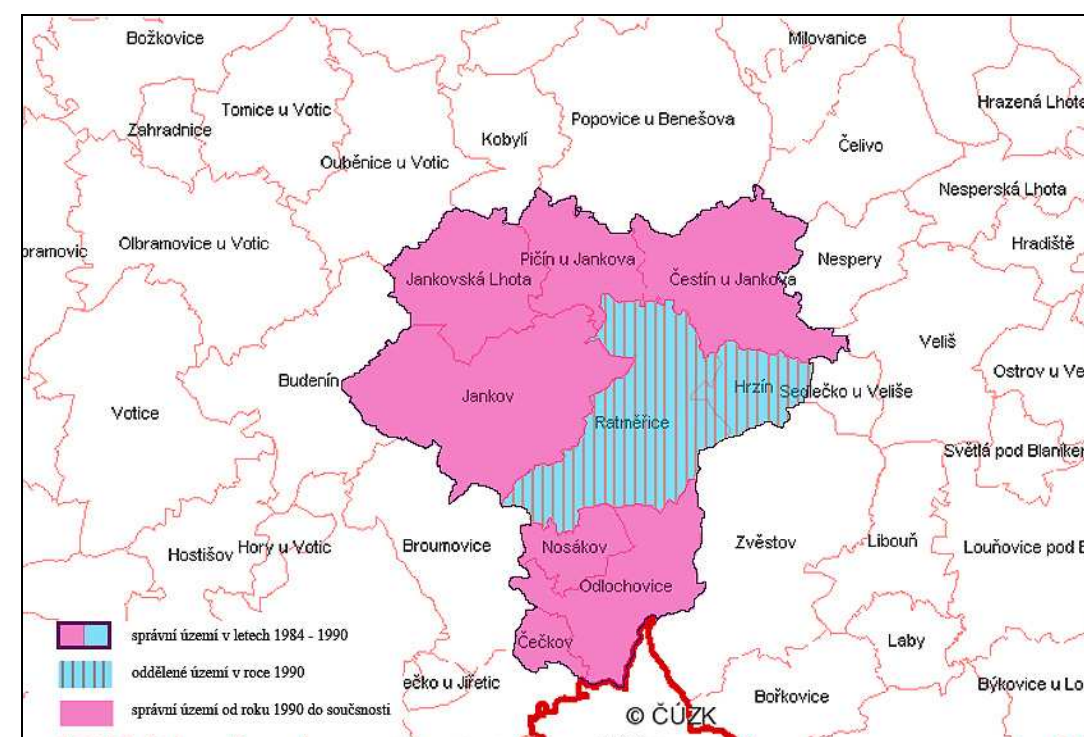 Božkovice
Milovanice
Tomice u Votic
Hrazená Lhota
Zahradnice
Kobylí
Popovice u Benešova
Čelivo
Ouběnice u Votic
Nesperská Lhota
oramovic
Olbramovice u Votic
Hradiště
Pičín u Jankova
Nespery
Jankovská Lhota
Čestín u Jankova
Veliš
Ostrov u Ve
Budenín
Hrzín
Sedlečko u Veliše
Jankov
Votice
Ratměřice
Světlá pod Blaníkem
Hostišov
Hory u Votic
Broumovice
Nosákov
Zvěstov
Libouň
Louňovice pod B
Odlochovice
správní území v letech 1984 - 1990
Čečkov
Laby
oddělené území v roce 1990
ečko u Jiřetic
Bořkovice
Býkovice u Lo
správní území od roku 1990 do součsnosti
© ČÚZK